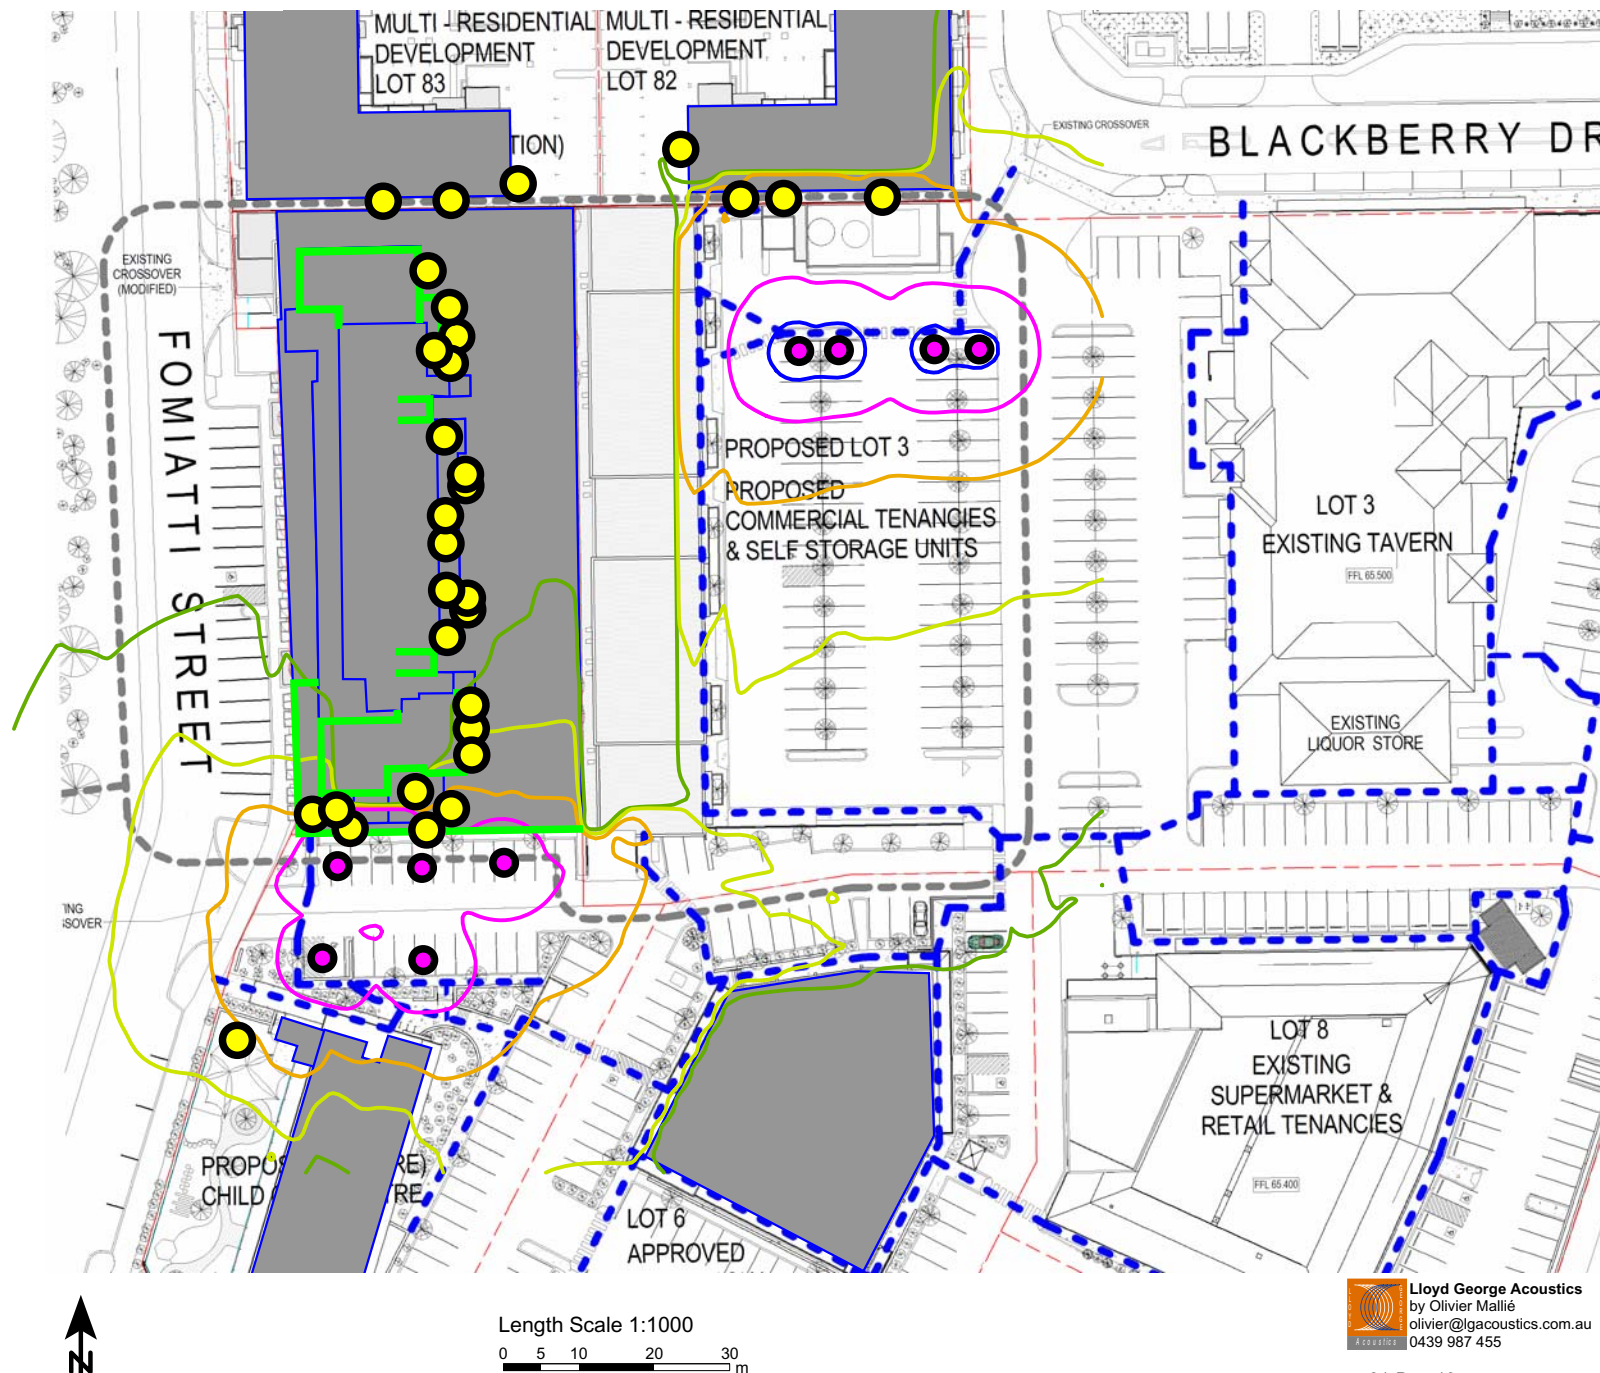 MULTI - RESIDENTIAL
DEVELOPMENT
LOT 83
MULTI - RESIDENTIAL
DEVELOPMENT
LOT 82
TION)
EXISTING CROSSOVER
BLACKBERRY DR
EXISTING
CROSSOVER
(MODIFIED)
FOMIATTI STREET
PROPOSED LOT 3
PROPOSED
COMMERCIAL TENANCIES
& SELF STORAGE UNITS
LOT 3
EXISTING TAVERN
FFL 65.500
EXISTING
LIQUOR STORE
ING
SSOVER
LOT 8
EXISTING
SUPERMARKET &
RETAIL TENANCIES
FFL 65.400
PROPOS RE)
CHILD TRE
LOT 6
APPROVED
N
Length Scale 1:1000
0 5 10 20 30
m
Lloyd George Acoustics
by Olivier Mallié
olivier@lgacoustics.com.au
0439 987 455
Acoustics